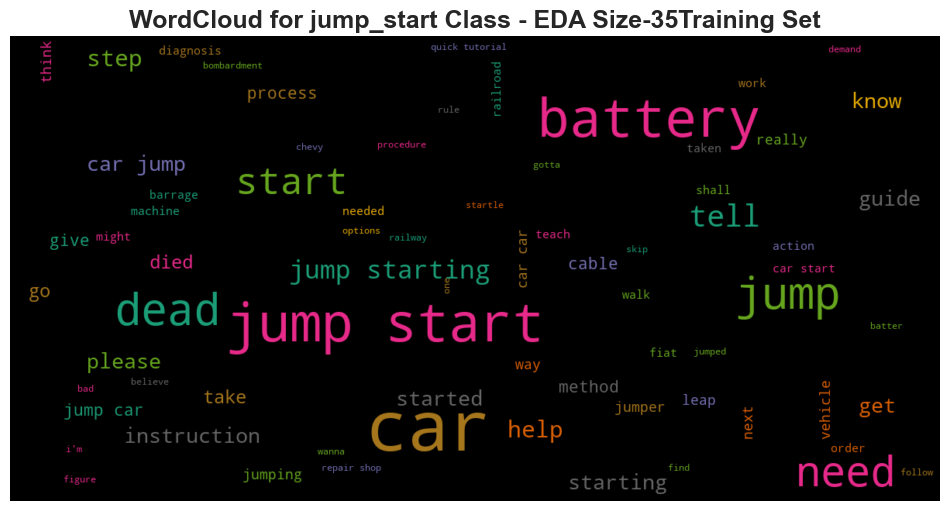 WordCloud for jump_start Class - EDA Size-35Training Set
think
step
diagnosis
bombardment
quick tutorial
demand
railroad
process
rule
work
know
battery
really
taken
chevy
procedure
gotta
car jump
start
shall
guide
barrage
machine
needed
startle
tell
options
railway
teach
give
might
car car
skip
action
died
jump starting
cable
car start
go
one
walk
jump
dead
jump start
batter
please
way
fiat
jumped
believe
bad
take
started
method
jumper
leap
next
vehicle
get
jump car
car
help
instruction
i'm
wanna
order
figure
jumping
repair shop
starting
find
need
follow